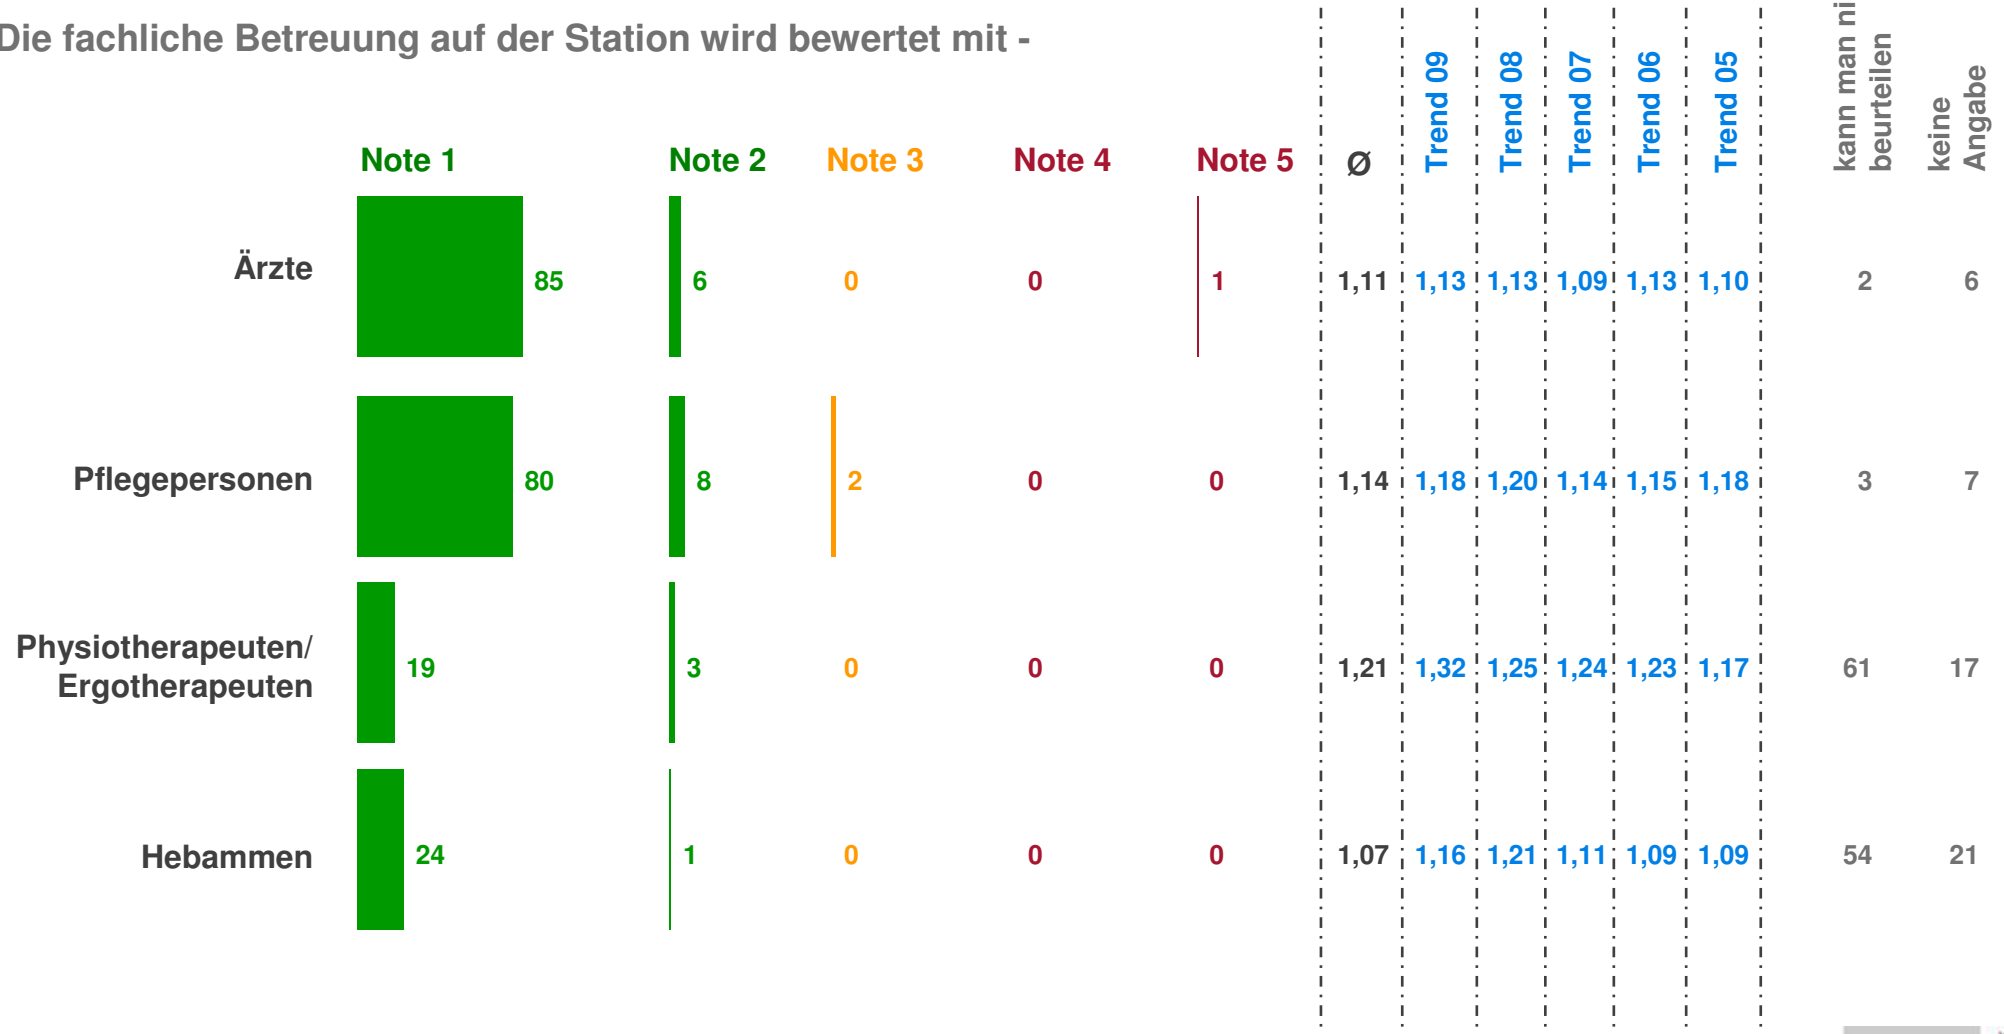 Die fachliche Betreuung auf der Station wird bewertet mit -
Note 1 Note 2 Note 3 Note 4 Note 5 Ø Trend 09 Trend 08 Trend 07 Trend 06 Trend 05
kann man ni
beurteilen
keine
Angabe
Ärzte 85 6 0 0 1 1,11 1,13 1,13 1,09 1,13 1,10 2 6
Pflegepersonen 80 8 2 0 0 1,14 1,18 1,20 1,14 1,15 1,18 3 7
Physiotherapeuten/
Ergotherapeuten 19 3 0 0 0 1,21 1,32 1,25 1,24 1,23 1,17 61 17
Hebammen 24 1 0 0 0 1,07 1,16 1,21 1,11 1,09 1,09 54 21